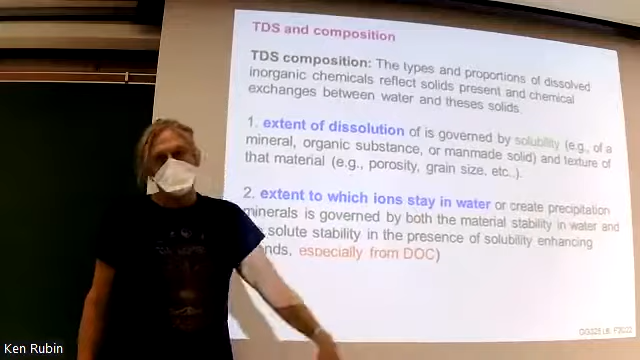 TDS and composition
TDS composition: The types and proportions of dissolved
inorganic chemicals reflect solids present and chemical
exchanges between water and theses solids.
1. extent of dissolution of is governed by solubility (e.g., of a
mineral, organic substance, or manmade solid) and texture of
that material (e.g., porosity, grain size, etc..).
2. extent to which ions stay in water or create precipitation
minerals is governed by both the material stability in water and
solute stability in the presence of solubility enhancing
nds, especially from DOC)
GG325 L6, F2022
Ken Rubin